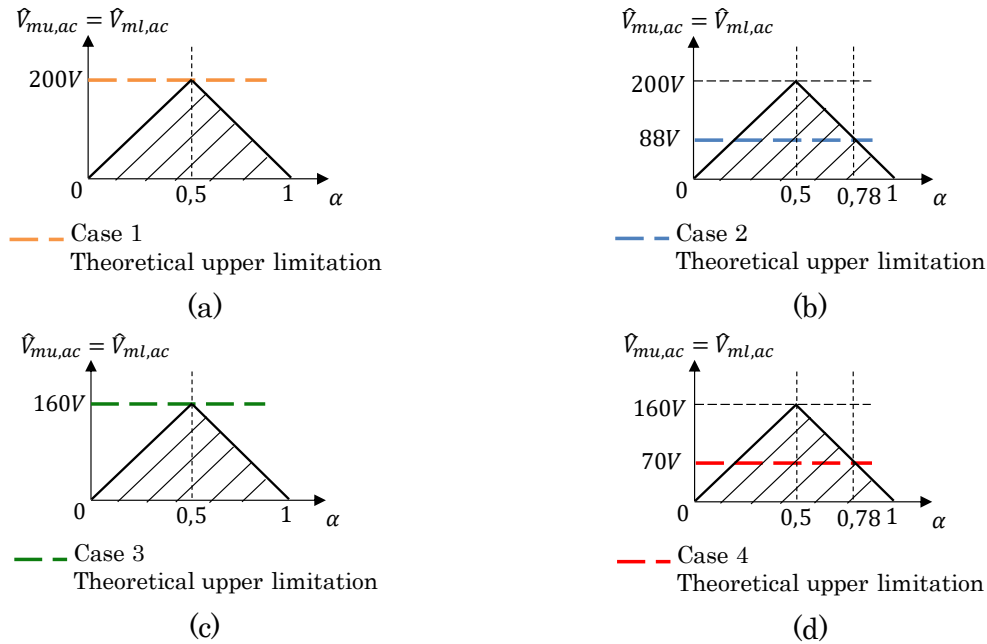 V̂mu,ac = V̂ml,ac
200V
0
0,5
1
α
Case 1
Theoretical upper limitation
(a)
V̂mu,ac = V̂ml,ac
200V
88V
0
0,5
0,78
1
α
Case 2
Theoretical upper limitation
(b)
V̂mu,ac = V̂ml,ac
160V
0
0,5
1
α
Case 3
Theoretical upper limitation
(c)
V̂mu,ac = V̂ml,ac
160V
70V
0
0,5
0,78
1
α
Case 4
Theoretical upper limitation
(d)